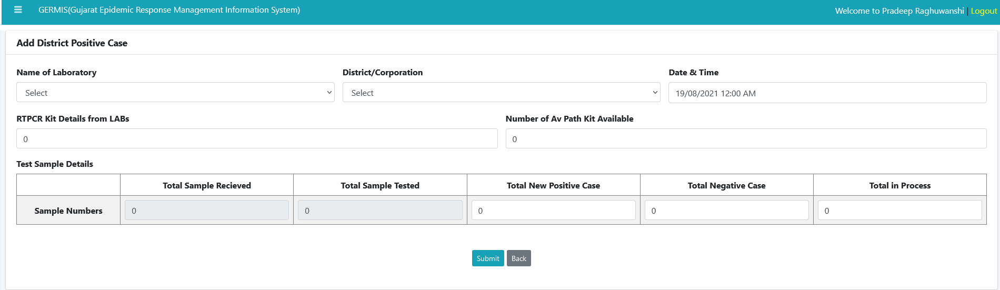 GERMIS(Gujarat Epidemic Response Management Information System)
Welcome to Pradeep Raghuwanshi | Logout
Add District Positive Case
Name of Laboratory
District/Corporation
Date & Time
Select
Select
19/08/2021 12:00 AM
RTPCR Kit Details from LABs
Number of Av Path Kit Available
0
0
Test Sample Details
Total Sample Recieved
Total Sample Tested
Total New Positive Case
Total Negative Case
Total in Process
Sample Numbers
0
0
0
0
0
Submit
Back